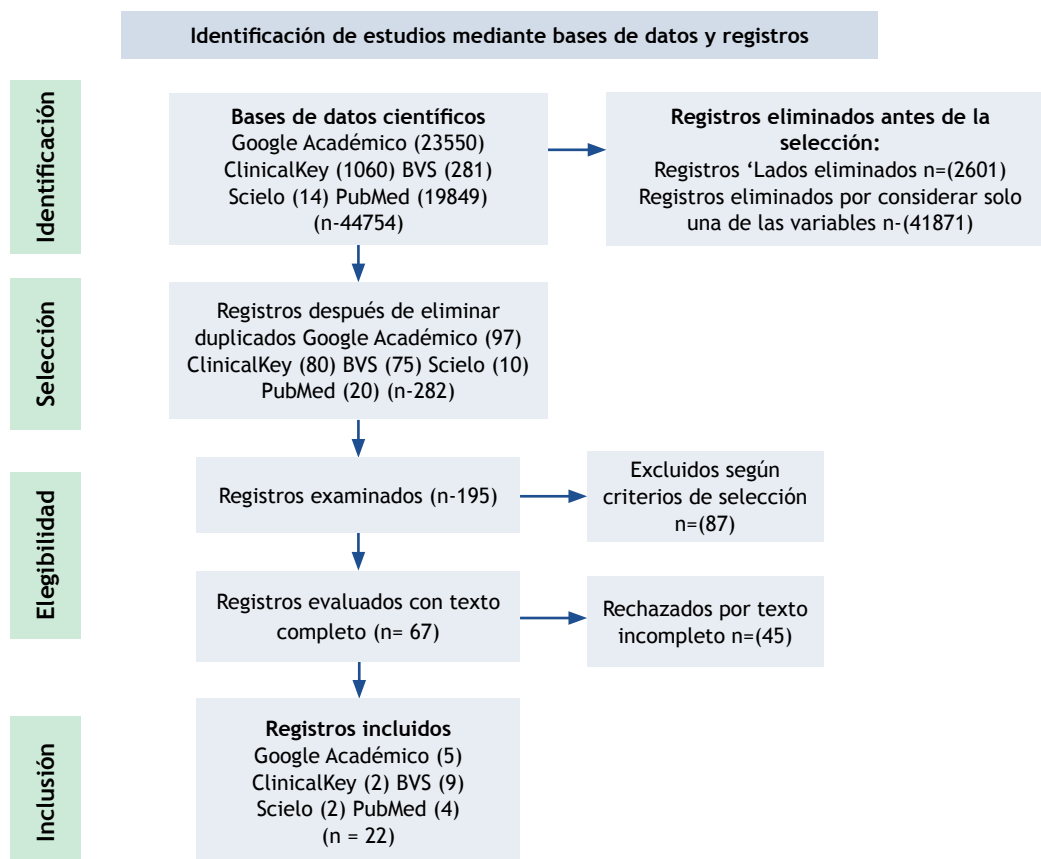 Identificación de estudios mediante bases de datos y registros
Identificación
Bases de datos científicos
Google Académico (23550)
ClinicalKey (1060) BVS (281)
Scielo (14) PubMed (19849)
(n-44754)
Registros eliminados antes de la
selección:
Registros ‘Lados eliminados n=(2601)
Registros eliminados por considerar solo
una de las variables n-(41871)
Selección
Registros después de eliminar
duplicados Google Académico (97)
ClinicalKey (80) BVS (75) Scielo (10)
PubMed (20) (n-282)
Elegibilidad
Registros examinados (n-195)
Excluidos según
criterios de selección
n=(87)
Registros evaluados con texto
completo (n= 67)
Rechazados por texto
incompleto n=(45)
Inclusión
Registros incluidos
Google Académico (5)
ClinicalKey (2) BVS (9)
Scielo (2) PubMed (4)
(n = 22)